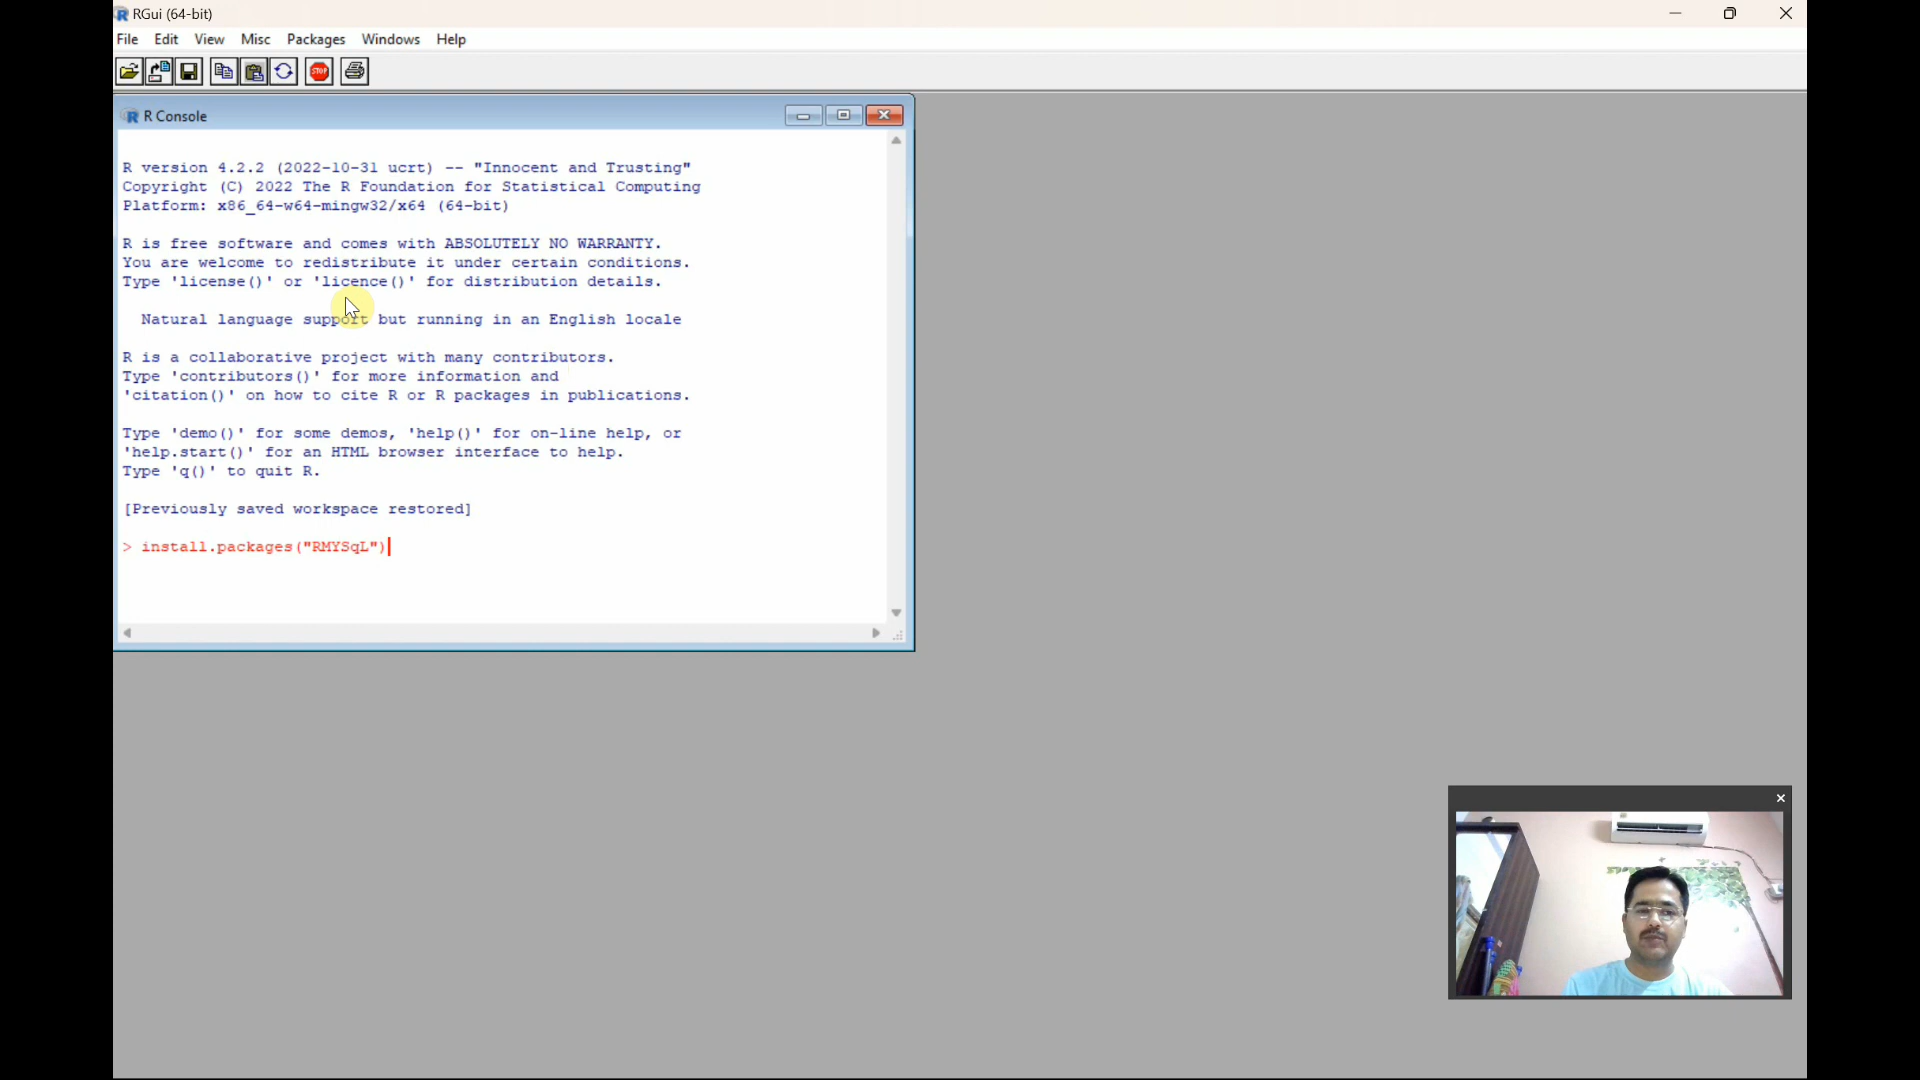 RGui (64-bit)
File Edit View Misc Packages Windows Help
STOP
R Console
R version 4.2.2 (2022-10-31 ucrt) -- "Innocent and Trusting"
Copyright (C) 2022 The R Foundation for Statistical Computing
Platform: x86_64-w64-mingw32/x64 (64-bit)
R is free software and comes with ABSOLUTELY NO WARRANTY.
You are welcome to redistribute it under certain conditions.
Type 'license()' or 'licence()' for distribution details.
Natural language support but running in an English locale
R is a collaborative project with many contributors.
Type 'contributors()' for more information and
'citation()' on how to cite R or R packages in publications.
Type 'demo()' for some demos, 'help()' for on-line help, or
'help.start()' for an HTML browser interface to help.
Type 'q()' to quit R.
[Previously saved workspace restored]
> install.packages("RMYSqL")